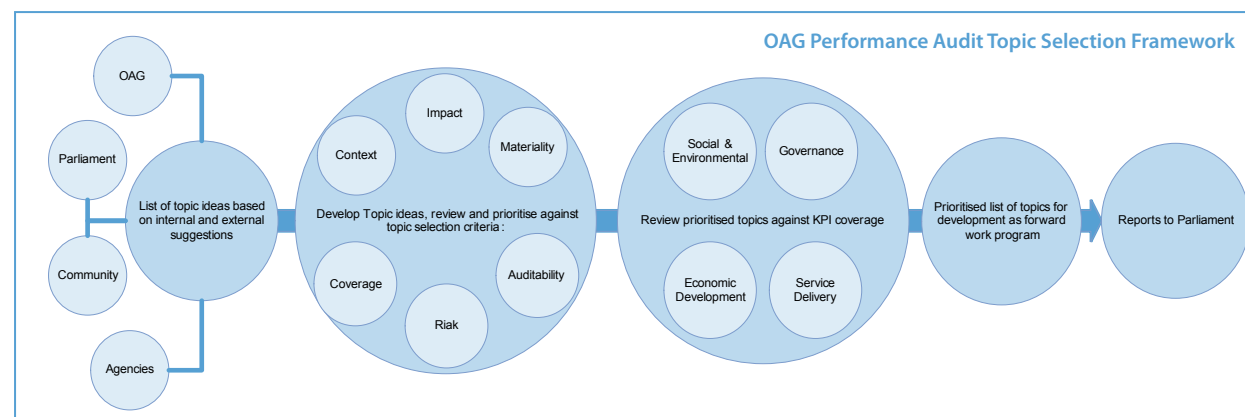 OAG Performance Audit Topic Selection Framework
OAG
Parliament
Community
Agencies
List of topic ideas based
on internal and external
suggestions
Impact
Context
Materiality
Develop Topic ideas, review and prioritise against
topic selection criteria :
Coverage
Auditability
Riak
Social &
Environmental
Governance
Review prioritised topics against KPI coverage
Economic
Development
Service
Delivery
Prioritised list of topics for
development as forward
work program
Reports to Parliament